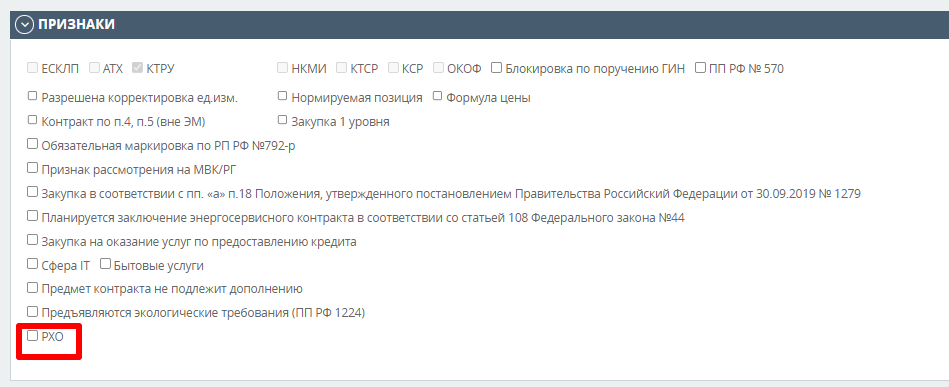 ПРИЗНАКИ
ЕСКЛП АТХ КТРУ НКМИ КТСР КСР ОКОФ Блокировка по поручению ГИН ПП РФ № 570
Разрешена корректировка ед.изм. Нормируемая позиция Формула цены
Контракт по п.4, п.5 (вне ЭМ) Закупка 1 уровня
Обязательная маркировка по РП РФ №792-р
Признак рассмотрения на МВК/РГ
Закупка в соответствии с пп. «а» п.18 Положения, утвержденного постановлением Правительства Российский Федерации от 30.09.2019 № 1279
Планируется заключение энергосервисного контракта в соответствии со статьей 108 Федерального закона №44
Закупка на оказание услуг по предоставлению кредита
Сфера IT Бытовые услуги
Предмет контракта не подлежит дополнению
Предъявляются экологические требования (ПП РФ 1224)
РХО